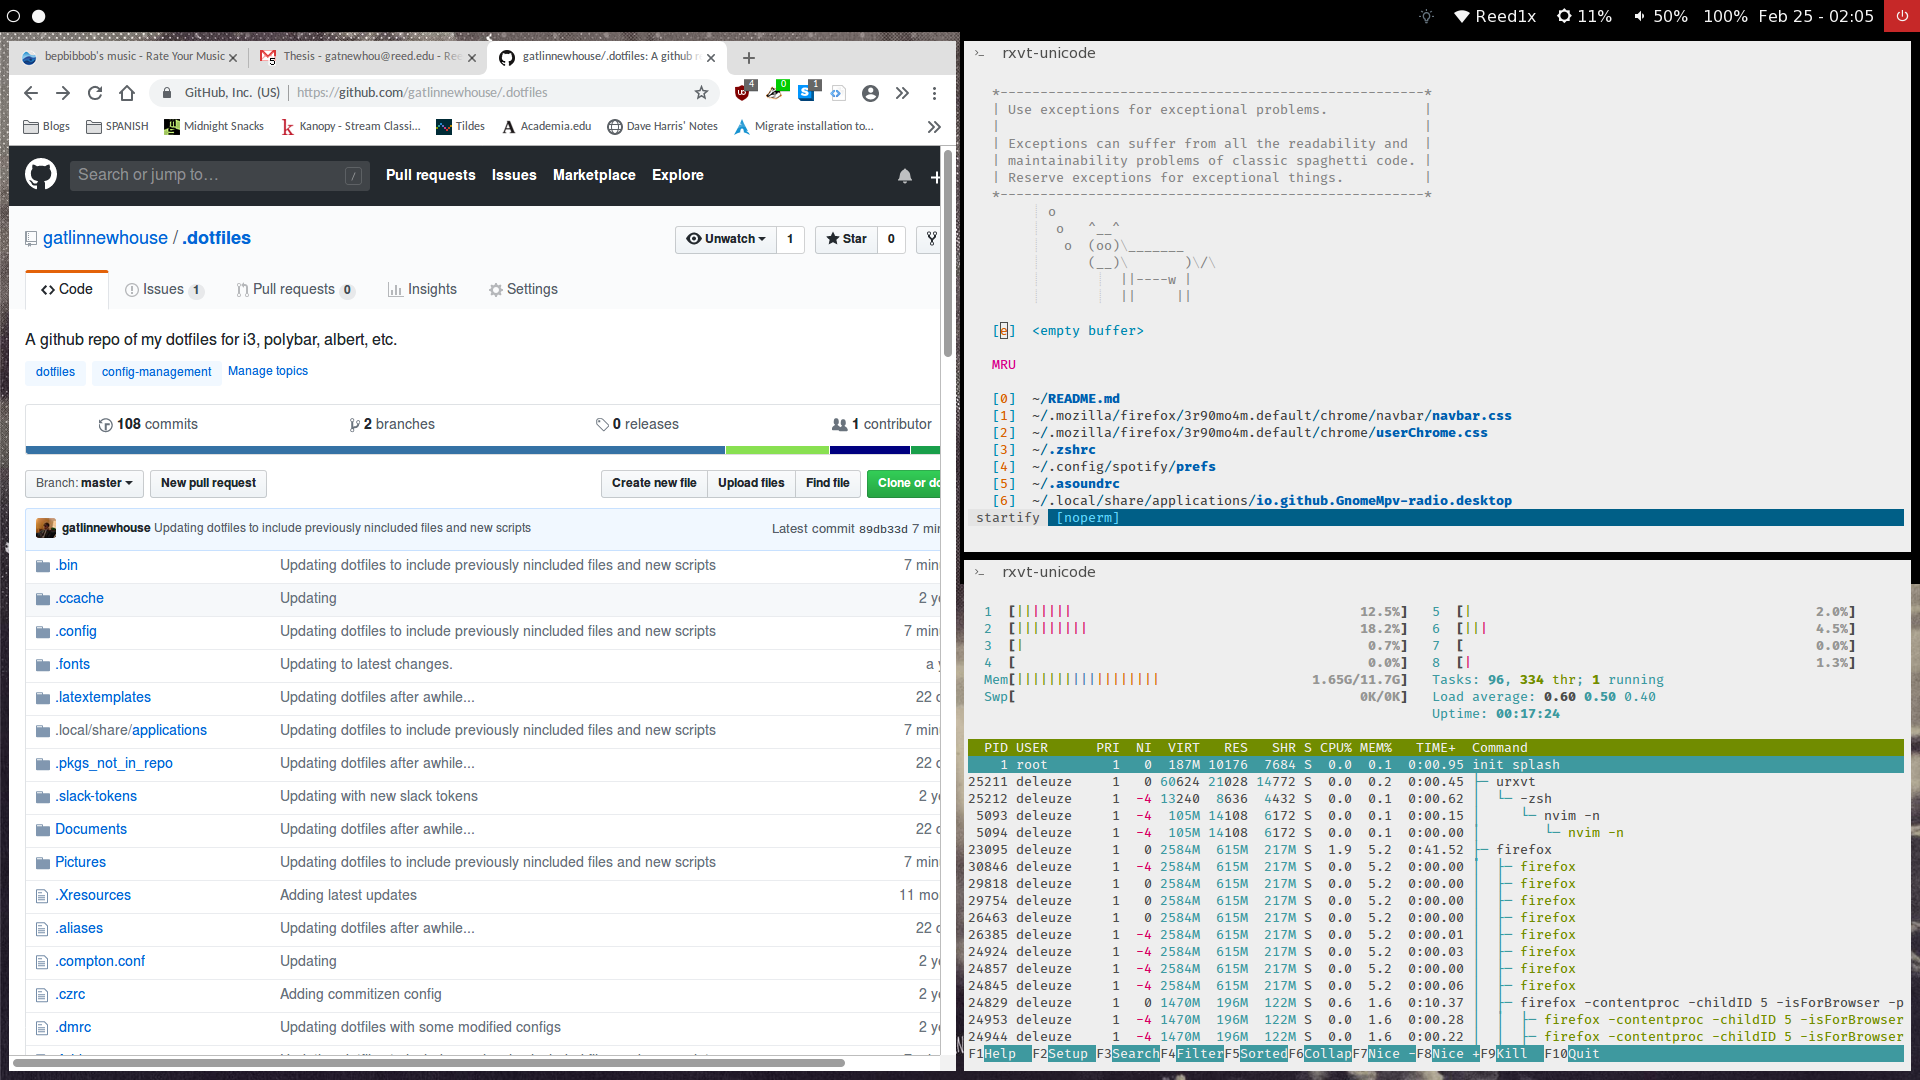 Reed1x 11% 50% 100% Feb 25 - 02:05
bepbibbob's music - Rate Your Music
Thesis - gatnewhou@reed.edu - Ree
gatlinnewhouse/.dotfiles: A github r
GitHub, Inc. (US) https://github.com/gatlinnewhouse/.dotfiles
4 0 1
Blogs SPANISH Midnight Snacks Kanopy - Stream Classi... Tildes Academia.edu Dave Harris' Notes Migrate installation to...
Search or jump to... / Pull requests Issues Marketplace Explore
gatlinnewhouse / .dotfiles
Unwatch 1 Star 0
Code Issues 1 Pull requests 0 Insights Settings
A github repo of my dotfiles for i3, polybar, albert, etc.
dotfiles config-management Manage topics
108 commits 2 branches 0 releases 1 contributor
Branch: master New pull request Create new file Upload files Find file Clone or do
gatlinnewhouse Updating dotfiles to include previously nincluded files and new scripts Latest commit 89db33d 7 min
.bin Updating dotfiles to include previously nincluded files and new scripts 7 min
.ccache Updating 2 ye
.config Updating dotfiles to include previously nincluded files and new scripts 7 min
.fonts Updating to latest changes. a y
.latextemplates Updating dotfiles after awhile... 22 d
.local/share/applications Updating dotfiles to include previously nincluded files and new scripts 7 min
.pkgs_not_in_repo Updating dotfiles after awhile... 22 d
.slack-tokens Updating with new slack tokens 2 ye
Documents Updating dotfiles after awhile... 22 d
Pictures Updating dotfiles to include previously nincluded files and new scripts 7 min
.Xresources Adding latest updates 11 mo
.aliases Updating dotfiles after awhile... 22 d
.compton.conf Updating 2 ye
.czrc Adding commitizen config 2 ye
.dmrc Updating dotfiles with some modified configs 2 ye
rxvt-unicode
*-----------------------------------------------------*
| Use exceptions for exceptional problems. |
| |
| Exceptions can suffer from all the readability and |
| maintainability problems of classic spaghetti code. |
| Reserve exceptions for exceptional things. |
*-----------------------------------------------------*
o
o ^__^
o (oo)\_______
(__)\ )\/\
||----w |
|| ||
[e] <empty buffer>
MRU
[0] ~/README.md
[1] ~/.mozilla/firefox/3r90mo4m.default/chrome/navbar/navbar.css
[2] ~/.mozilla/firefox/3r90mo4m.default/chrome/userChrome.css
[3] ~/.zshrc
[4] ~/.config/spotify/prefs
[5] ~/.asoundrc
[6] ~/.local/share/applications/io.github.GnomeMpv-radio.desktop
startify [noperm]
rxvt-unicode
1 [||||||| 12.5%] 5 [| 2.0%]
2 [||||||||| 18.2%] 6 [||| 4.5%]
3 [| 0.7%] 7 [ 0.0%]
4 [ 0.0%] 8 [| 1.3%]
Mem[|||||||||||||||||| 1.65G/11.7G] Tasks: 96, 334 thr; 1 running
Swp[ 0K/0K] Load average: 0.60 0.50 0.40
Uptime: 00:17:24
PID USER PRI NI VIRT RES SHR S CPU% MEM% TIME+ Command
1 root 1 0 187M 10176 7684 S 0.0 0.1 0:00.95 init splash
25211 deleuze 1 0 60624 21028 14772 S 0.0 0.2 0:00.45 ├─ urxvt
25212 deleuze 1 -4 13240 8636 4432 S 0.0 0.1 0:00.62 │ └─ -zsh
5093 deleuze 1 -4 105M 14108 6172 S 0.0 0.1 0:00.15 │ └─ nvim -n
5094 deleuze 1 -4 105M 14108 6172 S 0.0 0.1 0:00.00 │ └─ nvim -n
23095 deleuze 1 0 2584M 615M 217M S 1.9 5.2 0:41.52 ├─ firefox
30846 deleuze 1 -4 2584M 615M 217M S 0.0 5.2 0:00.00 │ ├─ firefox
29818 deleuze 1 0 2584M 615M 217M S 0.0 5.2 0:00.00 │ ├─ firefox
29754 deleuze 1 0 2584M 615M 217M S 0.0 5.2 0:00.00 │ ├─ firefox
26463 deleuze 1 0 2584M 615M 217M S 0.0 5.2 0:00.00 │ ├─ firefox
26385 deleuze 1 -4 2584M 615M 217M S 0.0 5.2 0:00.01 │ ├─ firefox
24924 deleuze 1 -4 2584M 615M 217M S 0.0 5.2 0:00.03 │ ├─ firefox
24857 deleuze 1 -4 2584M 615M 217M S 0.0 5.2 0:00.00 │ ├─ firefox
24845 deleuze 1 -4 2584M 615M 217M S 0.0 5.2 0:00.06 │ ├─ firefox
24829 deleuze 1 0 1470M 196M 122M S 0.6 1.6 0:10.37 │ ├─ firefox -contentproc -childID 5 -isForBrowser -p
24953 deleuze 1 -4 1470M 196M 122M S 0.0 1.6 0:00.28 │ │ ├─ firefox -contentproc -childID 5 -isForBrowser
24944 deleuze 1 -4 1470M 196M 122M S 0.0 1.6 0:00.22 │ │ ├─ firefox -contentproc -childID 5 -isForBrowser
F1Help F2Setup F3SearchF4FilterF5SortedF6CollapF7Nice -F8Nice +F9Kill F10Quit